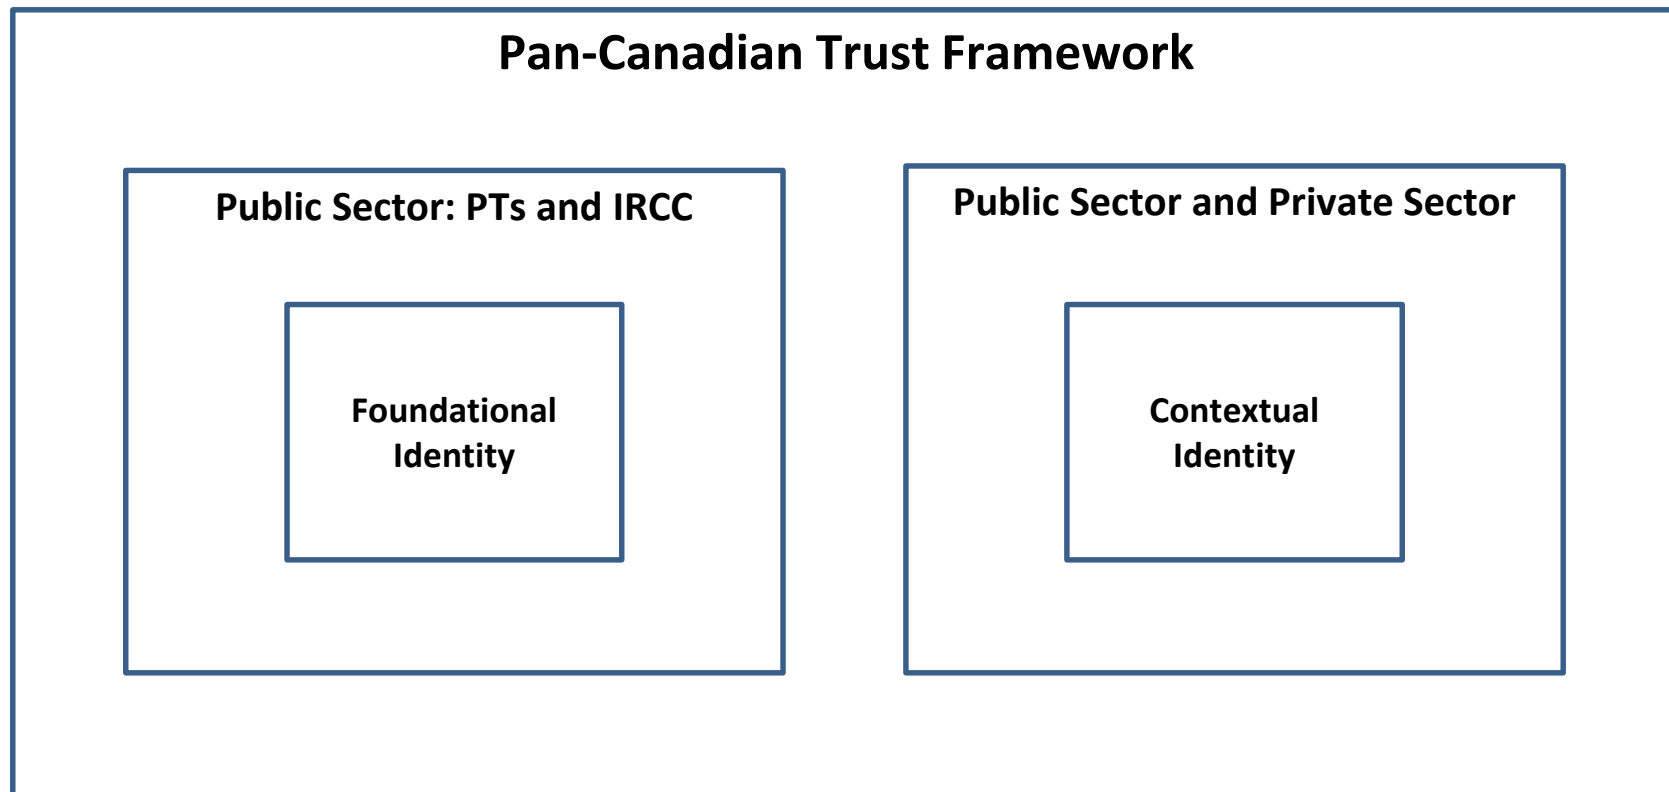 Pan-Canadian Trust Framework
Public Sector: PTs and IRCC
Foundational
Identity
Public Sector and Private Sector
Contextual
Identity